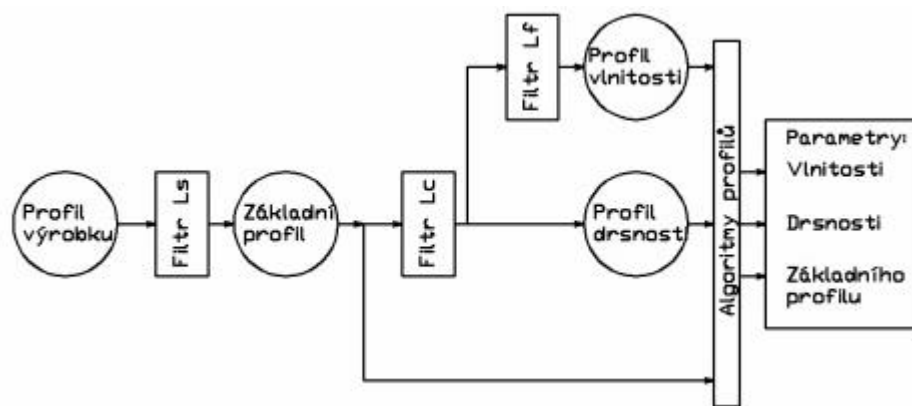 Profil
výrobku
Filtr Ls
Základní
profil
Filtr Lc
Filtr Lf
Profil
vlnitosti
Profil
drsnost
Algoritmy profilů
Parametry:
Vlnitosti
Drsnosti
Základního
profilu